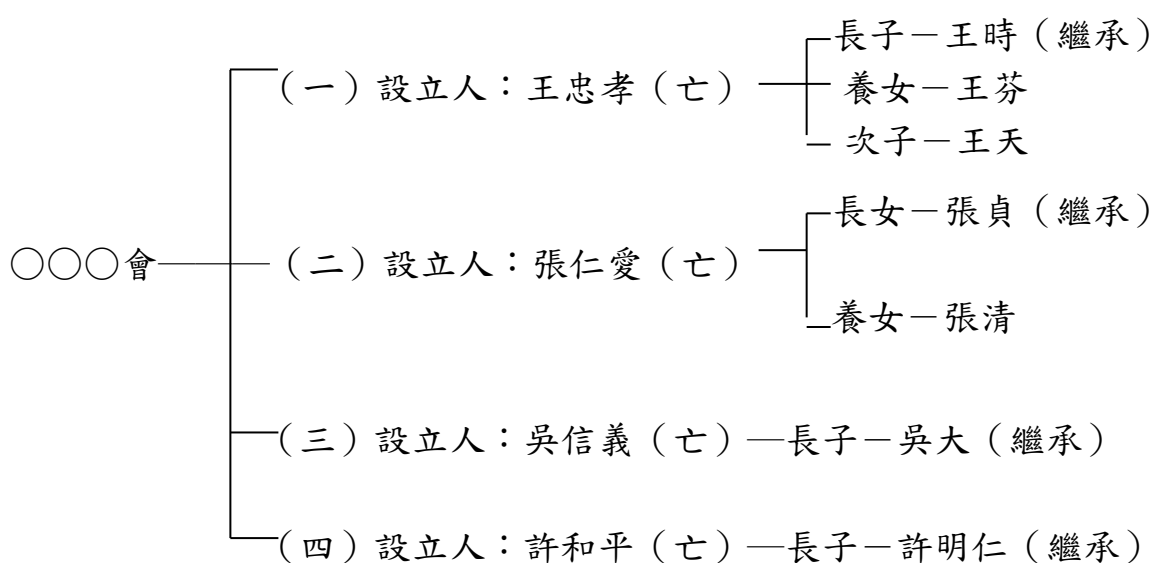 長子－王時（繼承）
（一）設立人：王忠孝（亡）
養女－王芬
次子－王天
長女－張貞（繼承）
○○○會
（二）設立人：張仁愛（亡）
養女－張清
（三）設立人：吳信義（亡）—長子－吳大（繼承）
（四）設立人：許和平（亡）—長子－許明仁（繼承）